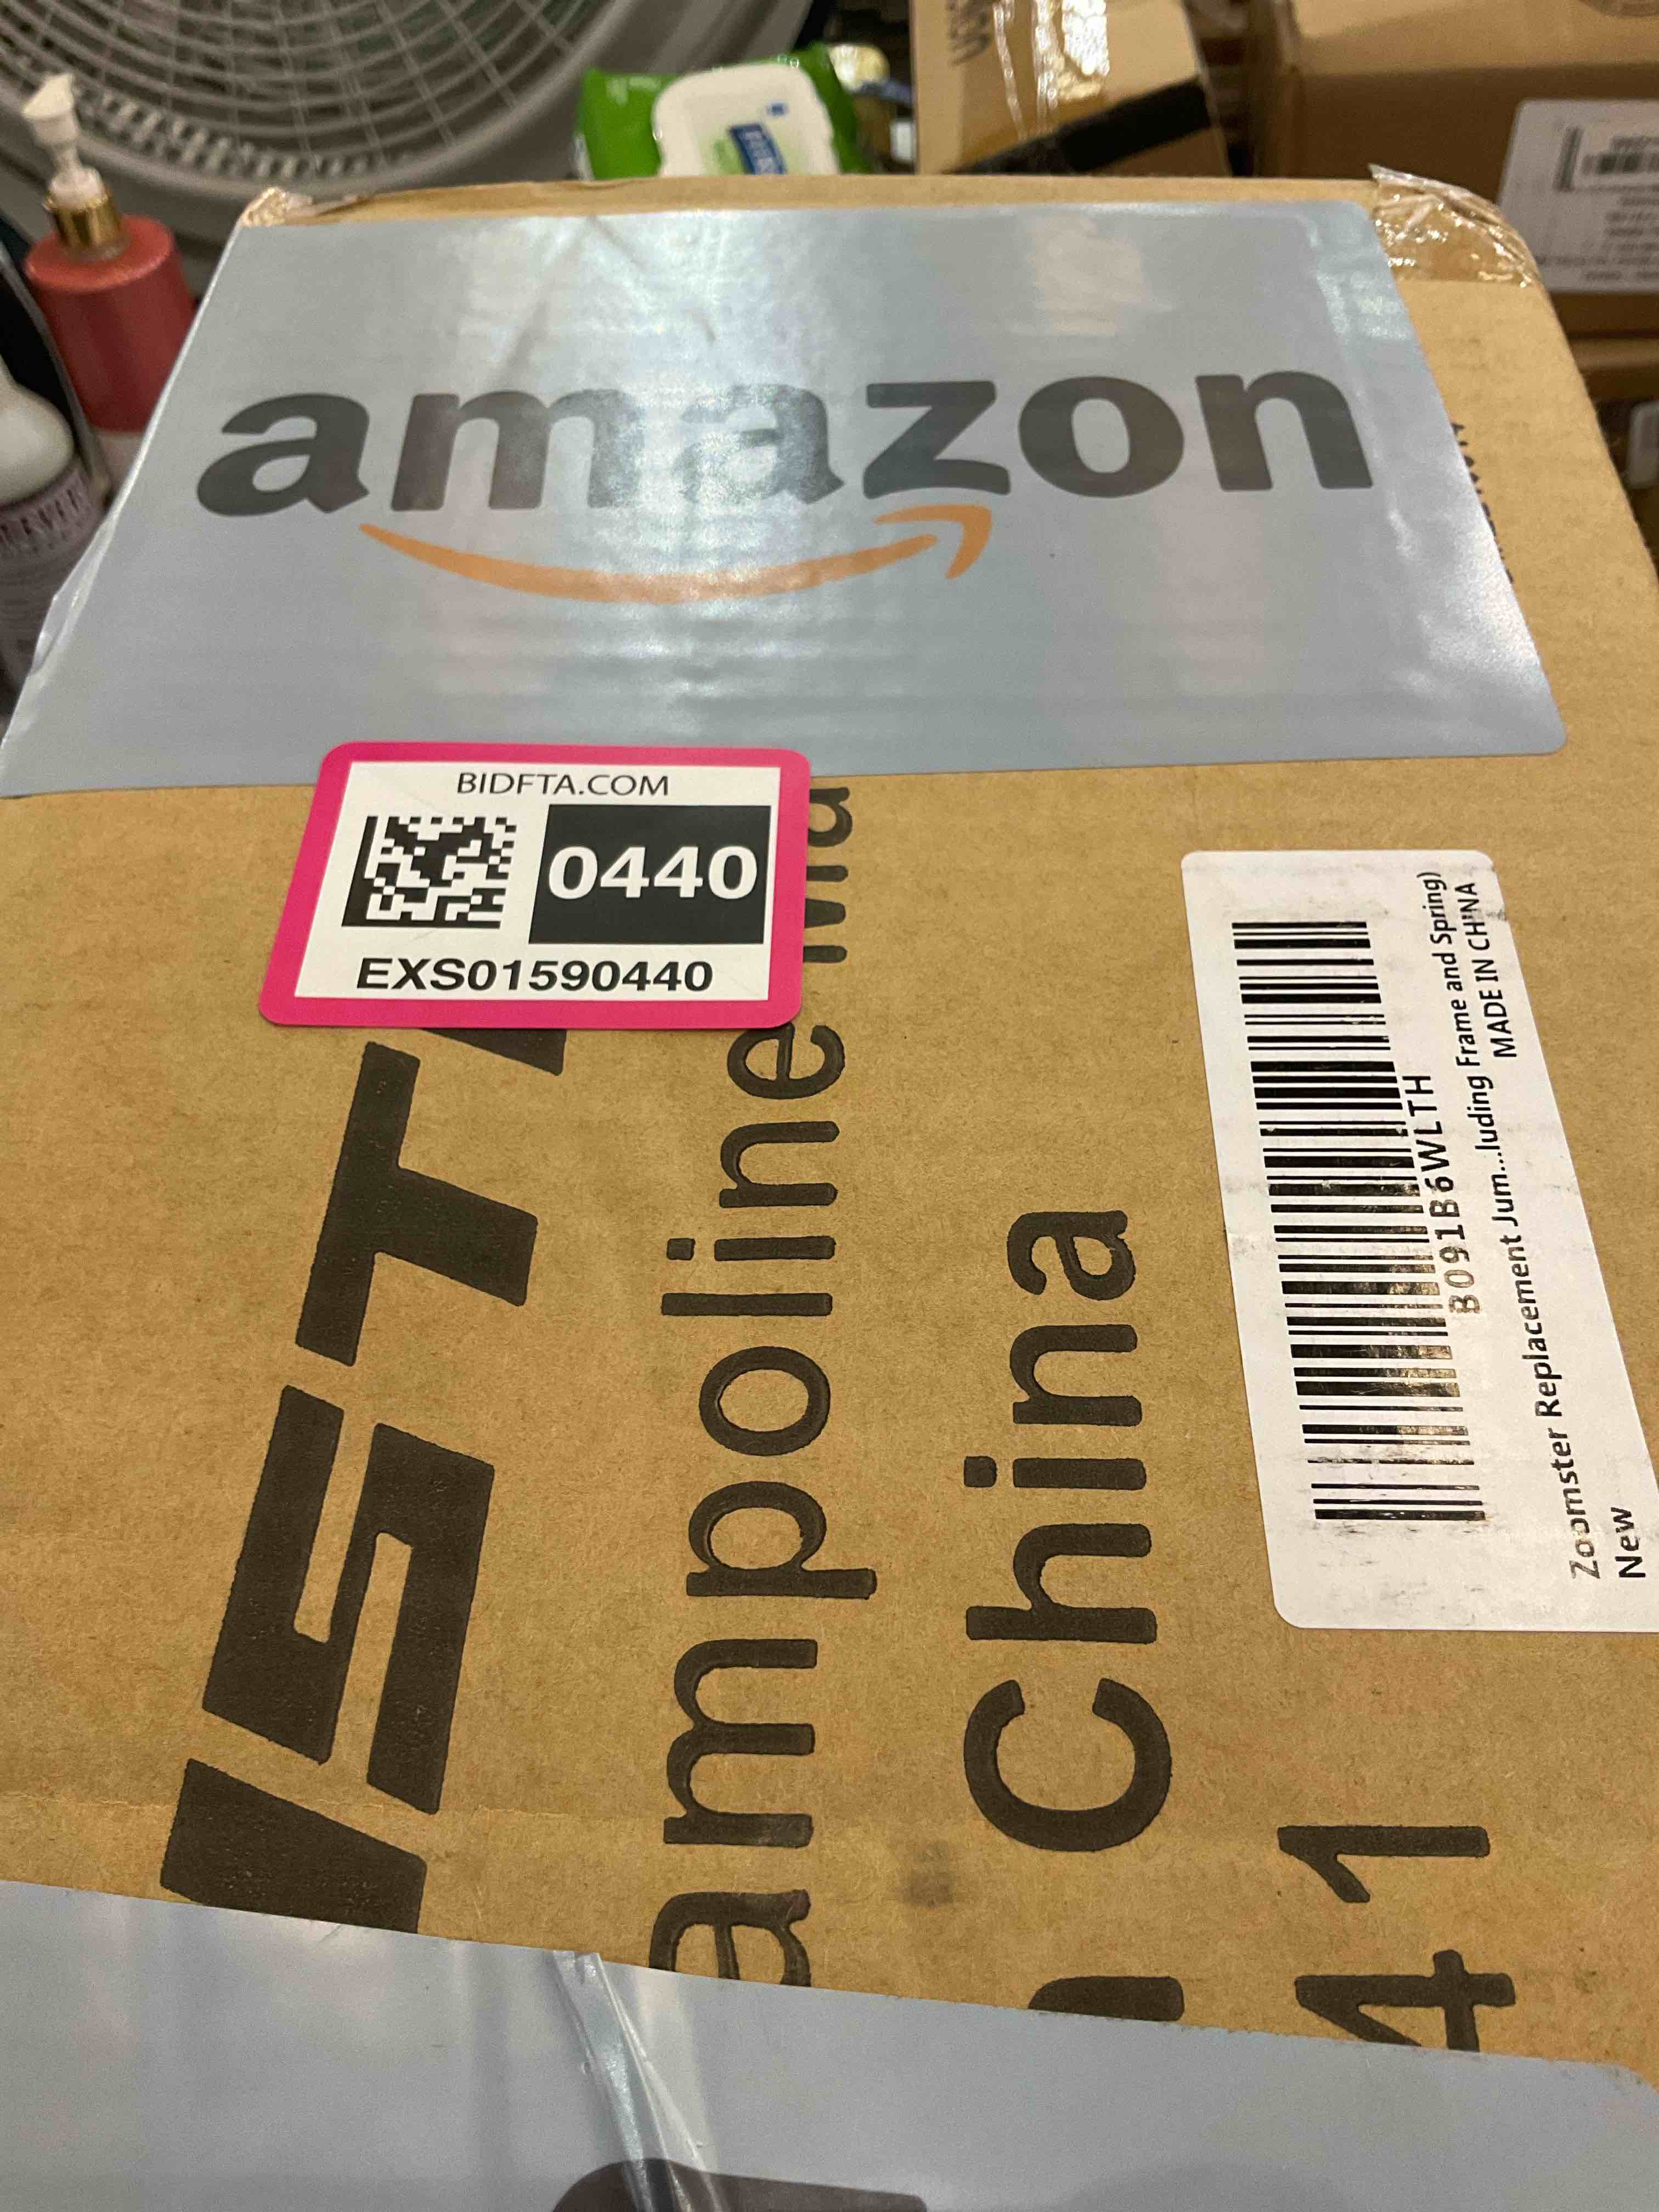 amazon
BIDFTA.COM
0440
EXS01590440
ampoline
China
41
B091B6WLTH
Zoomster Replacement Jum...luding Frame and Spring)
New
MADE IN CHINA